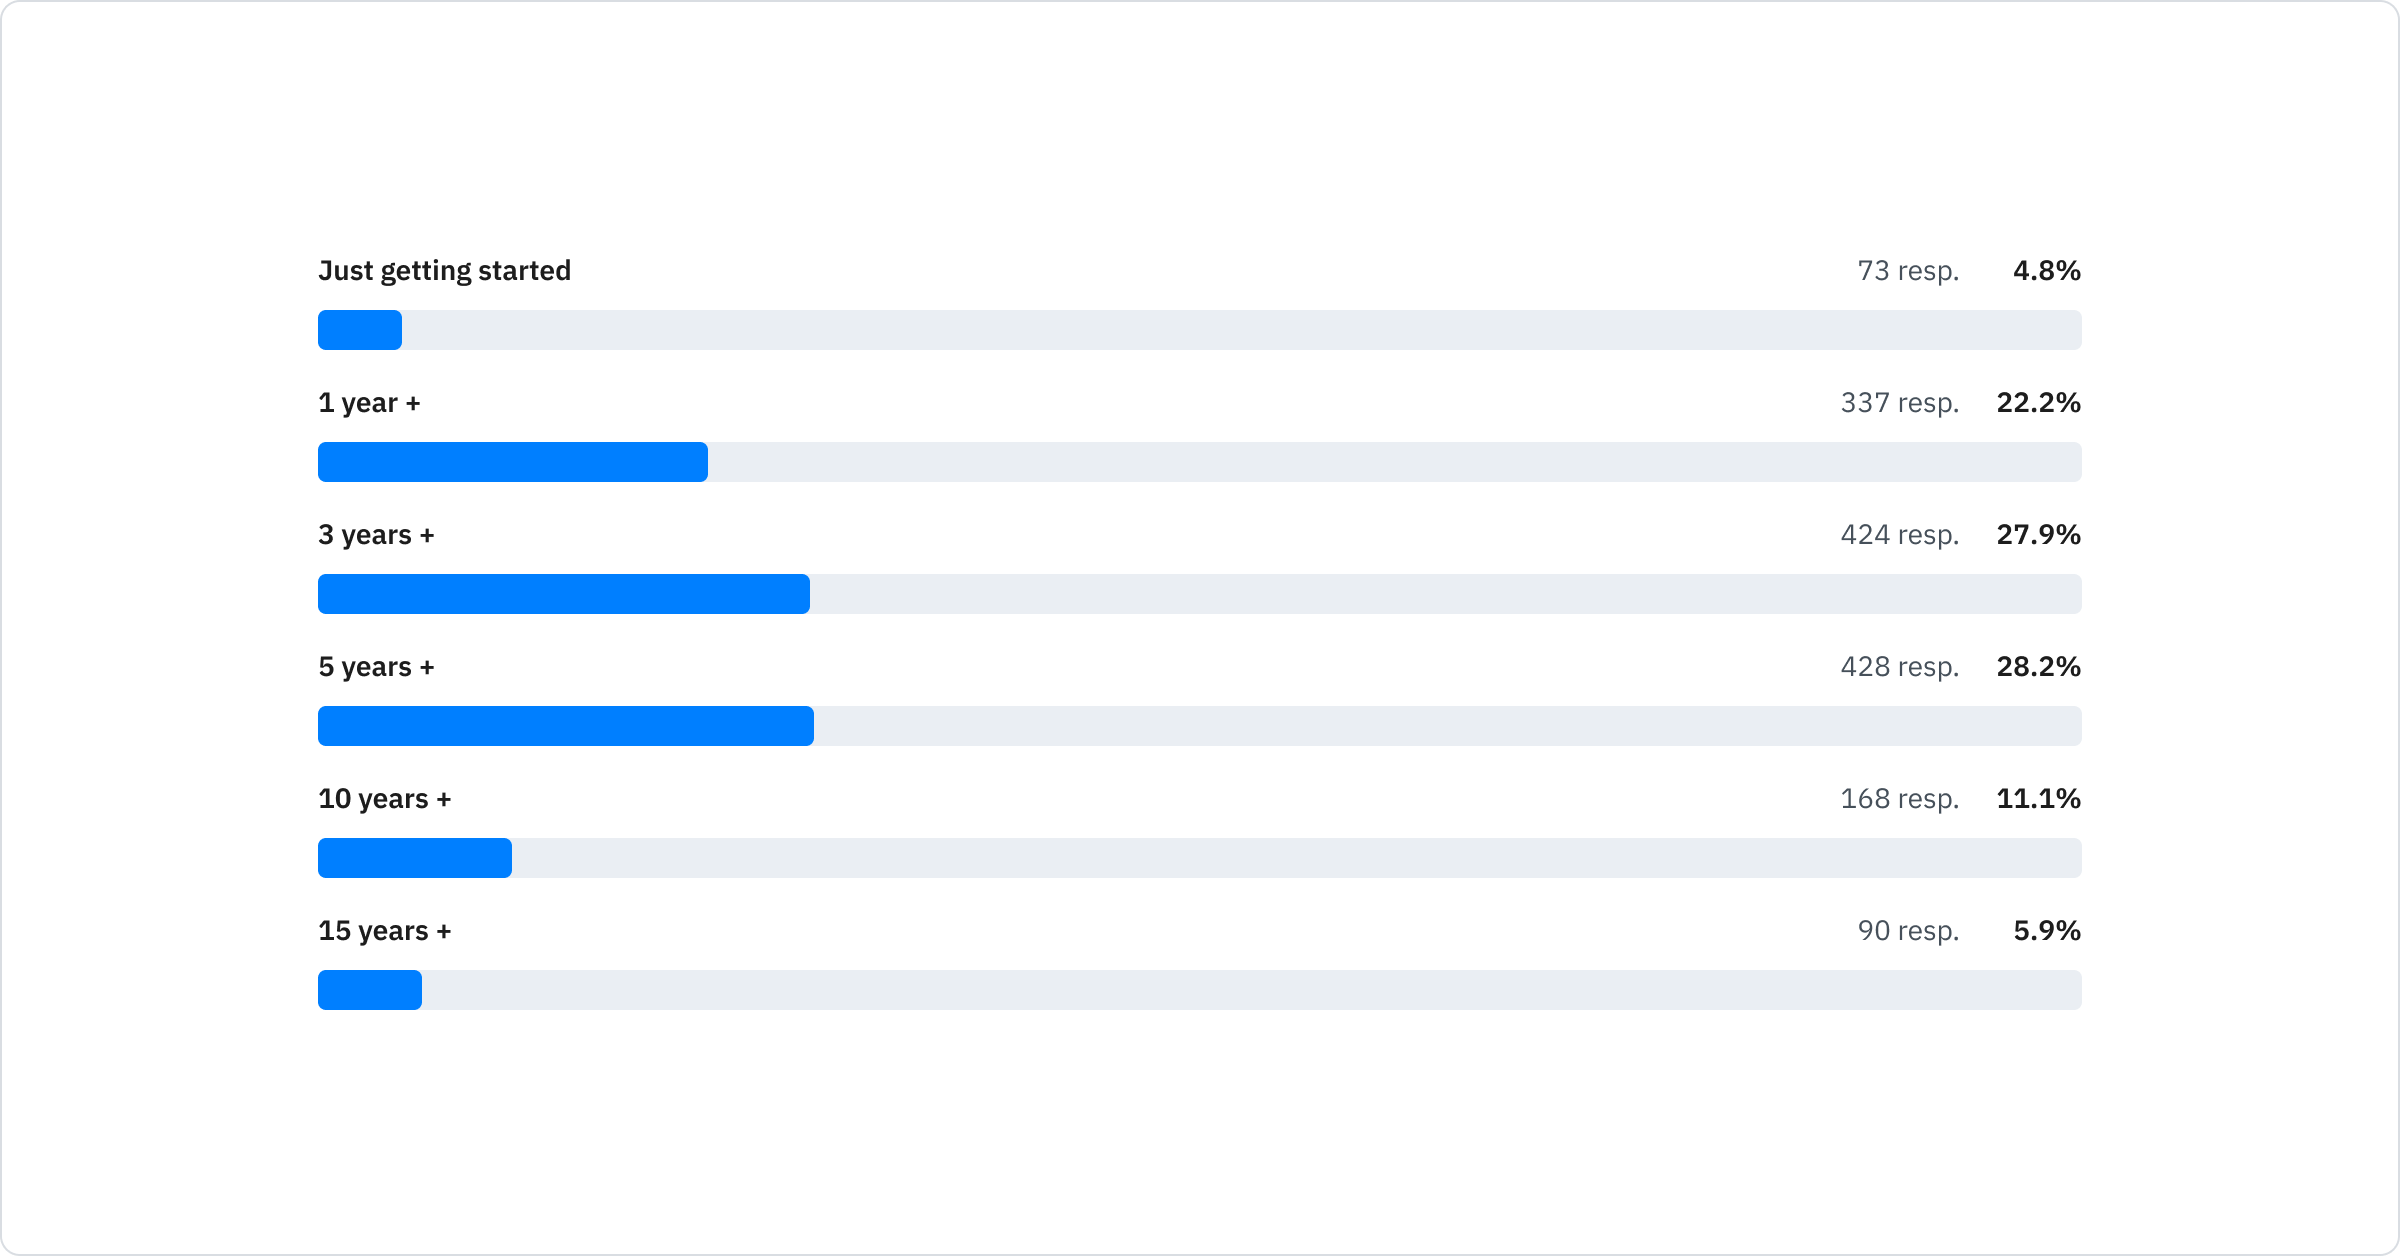 Just getting started 73 resp. 4.8%
1 year + 337 resp. 22.2%
3 years + 424 resp. 27.9%
5 years + 428 resp. 28.2%
10 years + 168 resp. 11.1%
15 years + 90 resp. 5.9%